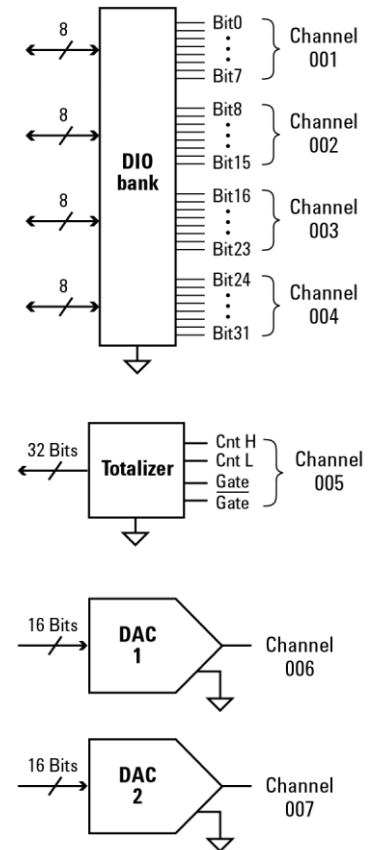 8
Bit0
Bit7
Channel
001
8
Bit8
Bit15
Channel
002
DIO
bank
8
Bit16
Bit23
Channel
003
8
Bit24
Bit31
Channel
004
32 Bits
Totalizer
Cnt H
Cnt L
Gate
Gate
Channel
005
16 Bits
DAC
1
Channel
006
16 Bits
DAC
2
Channel
007